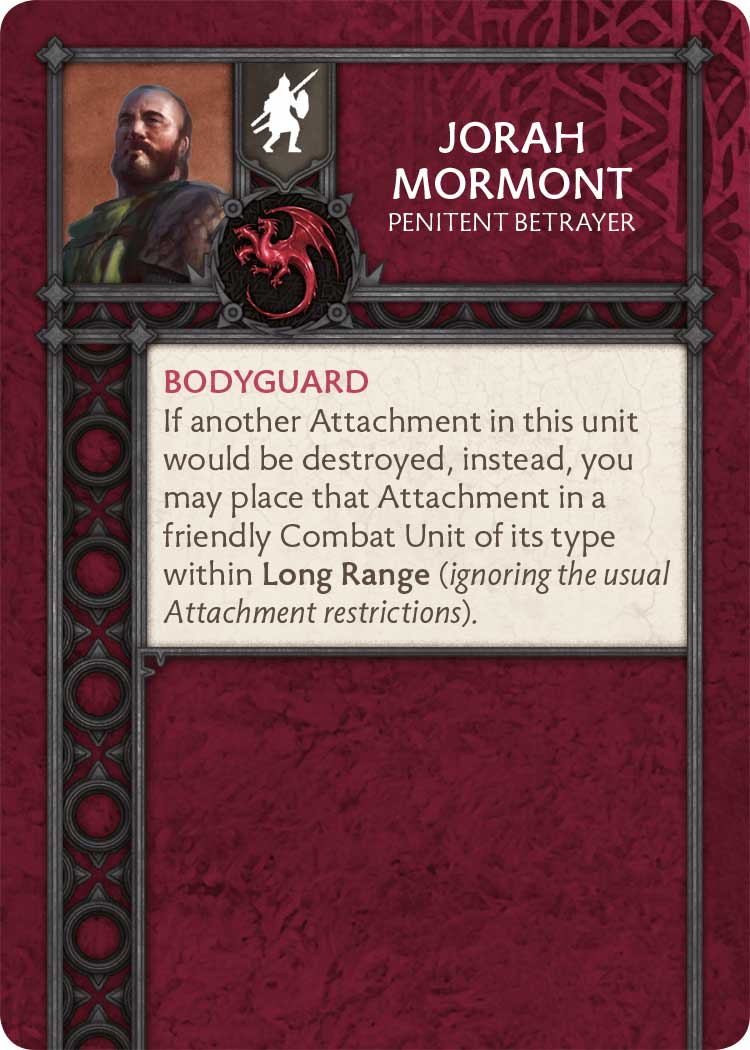 JORAH
MORMONT
PENITENT BETRAYER
BODYGUARD
If another Attachment in this unit
would be destroyed, instead, you
may place that Attachment in a
friendly Combat Unit of its type
within Long Range (ignoring the usual
Attachment restrictions).